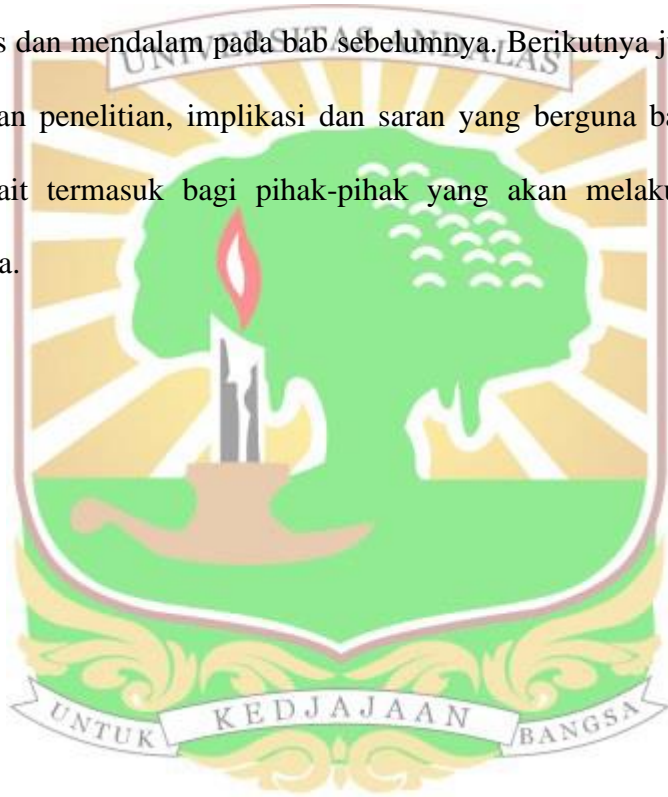 s dan mendalam pada bab sebelumnya. Berikutnya j
UNIVERSITAS ANDALAS
an penelitian, implikasi dan saran yang berguna ba
ait termasuk bagi pihak-pihak yang akan melaku
a.
UNTUK KEDJAJAAN BANGSA